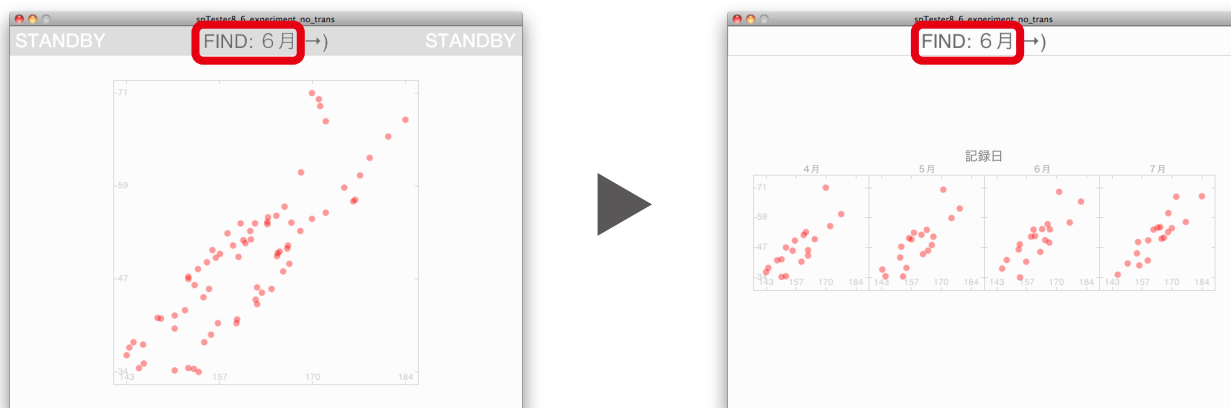 spTester8_6_experiment_no_trans
STANDBY
FIND: 6月 →)
STANDBY
71
59
47
34
143
157
170
184
spTester8_6_experiment_no_trans
FIND: 6月 →)
記録日
4月
5月
6月
7月
71
59
47
143
157
170
184
143
157
170
184
143
157
170
184
143
157
170
184